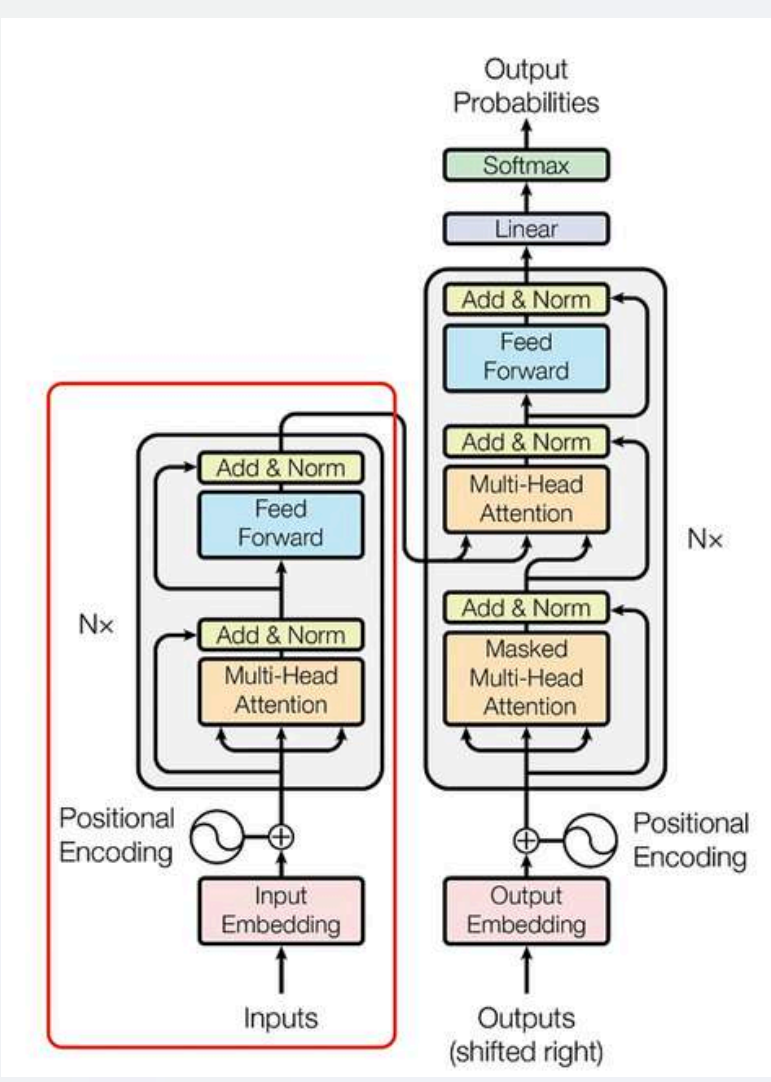 Output
Probabilities
Softmax
Linear
Add & Norm
Feed
Forward
Add & Norm
Multi-Head
Attention
Add & Norm
Masked
Multi-Head
Attention
N×
Positional
Encoding
Output
Embedding
Outputs
(shifted right)
Add & Norm
Feed
Forward
Add & Norm
Multi-Head
Attention
N×
Positional
Encoding
Input
Embedding
Inputs